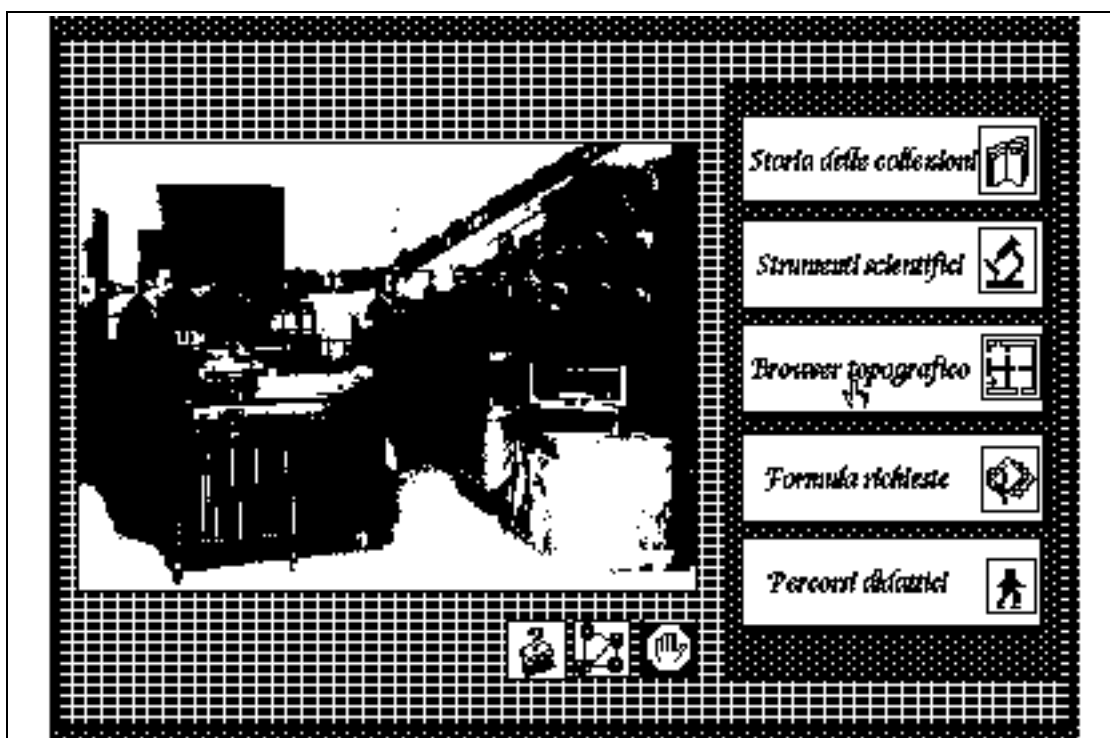 Storia delle collezioni
Strumenti scientifici
Browser topografico
Formula richieste
Percorsi didattici
?